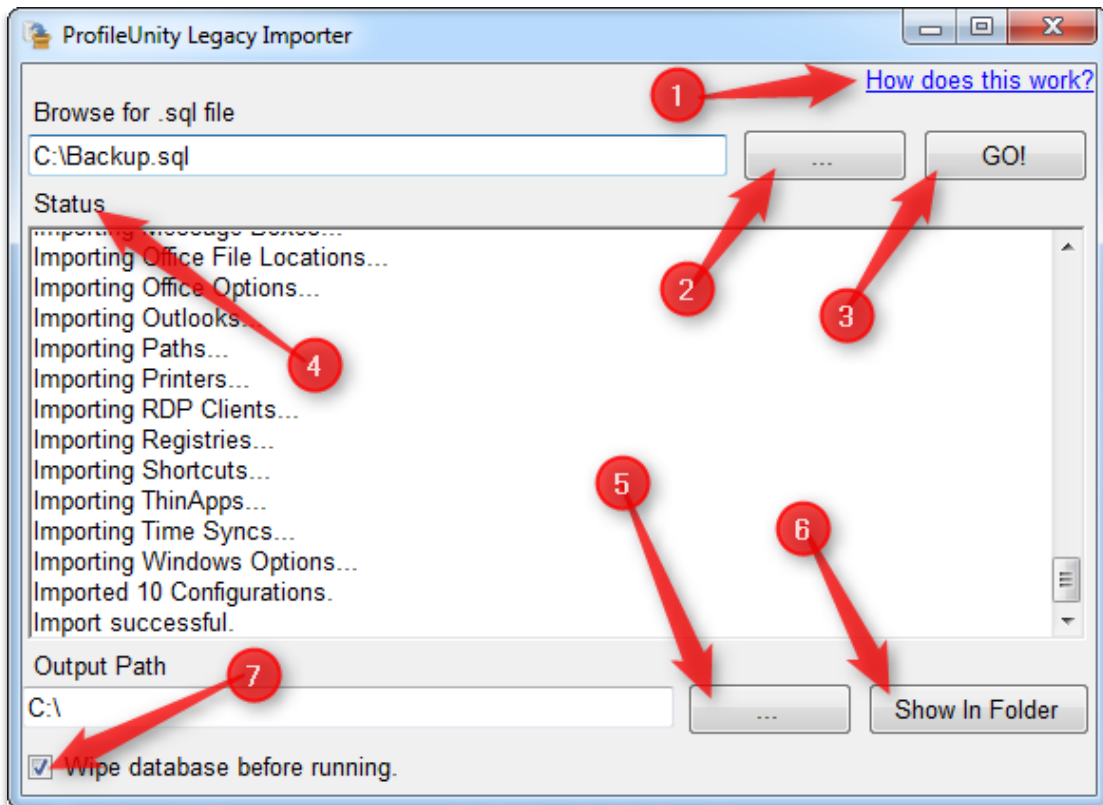 ProfileUnity Legacy Importer
1
How does this work?
Browse for .sql file
C:\Backup.sql
...
GO!
Status
Importing Message Boxes...
Importing Office File Locations...
Importing Office Options...
2
3
Importing Outlooks...
Importing Paths...
4
Importing Printers...
Importing RDP Clients...
Importing Registries...
Importing Shortcuts...
5
Importing ThinApps...
Importing Time Syncs...
6
Importing Windows Options...
Imported 10 Configurations.
Import successful.
Output Path
7
C:\
...
Show In Folder
Wipe database before running.